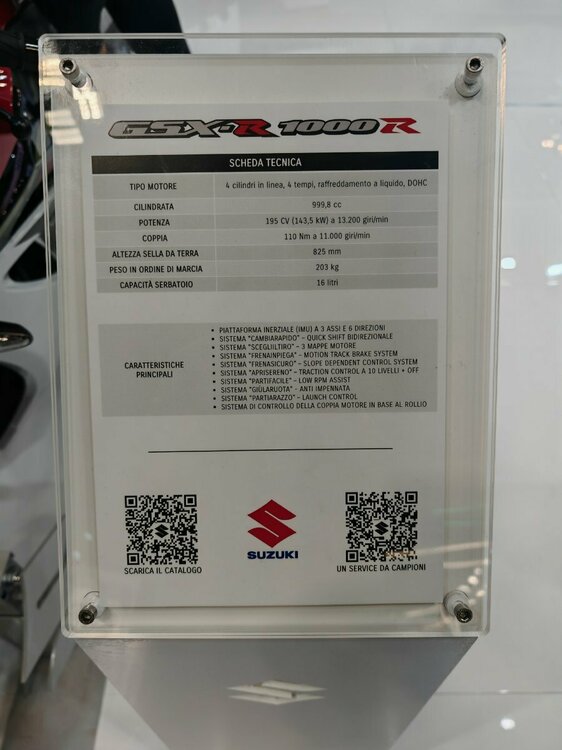 GSX-R 1000R
SCHEDA TECNICA
TIPO MOTORE 4 cilindri in linea, 4 tempi, raffreddamento a liquido, DOHC
CILINDRATA 999,8 cc
POTENZA 195 CV (143,5 kW) a 13.200 giri/min
COPPIA 110 Nm a 11.000 giri/min
ALTEZZA SELLA DA TERRA 825 mm
PESO IN ORDINE DI MARCIA 203 kg
CAPACITÀ SERBATOIO 16 litri
CARATTERISTICHE PRINCIPALI
• PIATTAFORMA INERZIALE (IMU) A 3 ASSI E 6 DIREZIONI
• SISTEMA "CAMBIARAPIDO" - QUICK SHIFT BIDIREZIONALE
• SISTEMA "SCEGLIILTIRO" - 3 MAPPE MOTORE
• SISTEMA "FRENAINPIEGA" - MOTION TRACK BRAKE SYSTEM
• SISTEMA "FRENASICURO" - SLOPE DEPENDENT CONTROL SYSTEM
• SISTEMA "APRISERENO" - TRACTION CONTROL A 10 LIVELLI + OFF
• SISTEMA "PARTIFACILE" - LOW RPM ASSIST
• SISTEMA "GIÙLARUOTA" - ANTI IMPENNATA
• SISTEMA "PARTIARAZZO" - LAUNCH CONTROL
• SISTEMA DI CONTROLLO DELLA COPPIA MOTORE IN BASE AL ROLLIO
SCARICA IL CATALOGO
SUZUKI
UN SERVICE DA CAMPIONI